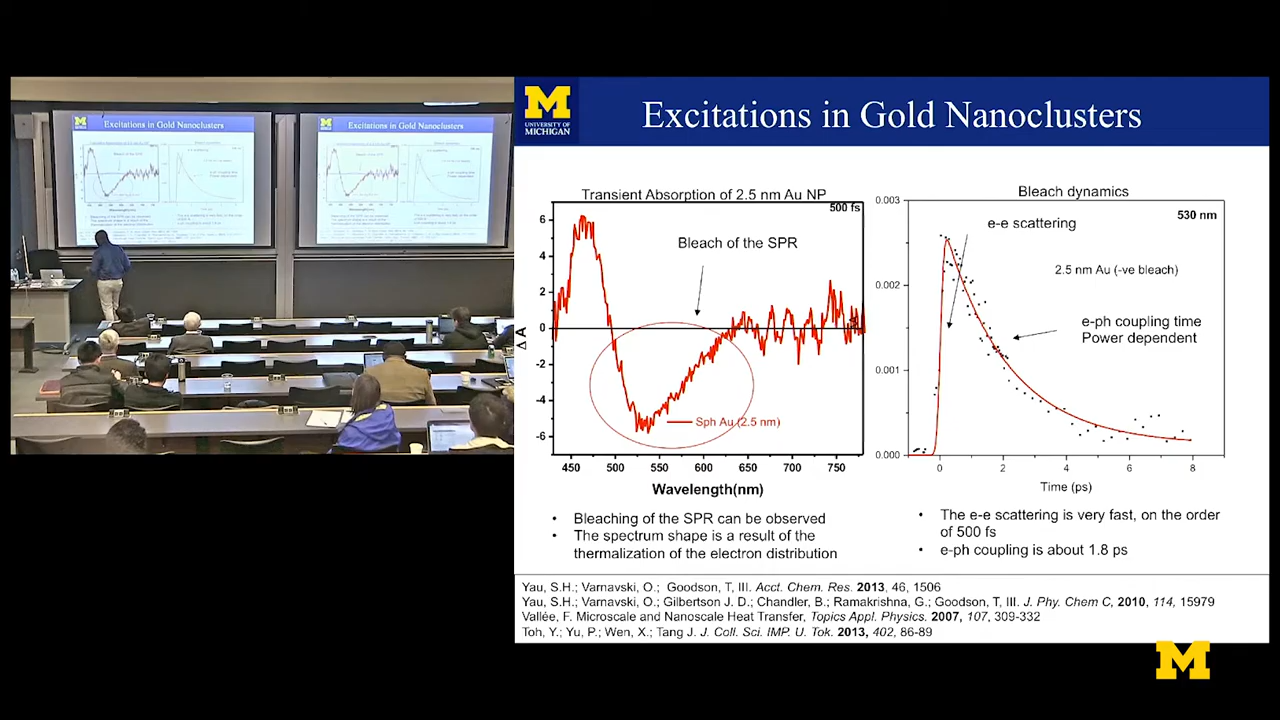 UNIVERSITY OF
MICHIGAN
Excitations in Gold Nanoclusters
Transient Absorption of 2.5 nm Au NP
500 fs
Bleach of the SPR
6
4
2
0
-2
-4
-6
Δ A
Sph Au (2.5 nm)
450 500 550 600 650 700 750
Wavelength(nm)
Bleach dynamics
530 nm
0.003
0.002
0.001
0.000
e-e scattering
2.5 nm Au (-ve bleach)
e-ph coupling time
Power dependent
0 2 4 6 8
Time (ps)
• Bleaching of the SPR can be observed
• The spectrum shape is a result of the
thermalization of the electron distribution
• The e-e scattering is very fast, on the order
of 500 fs
• e-ph coupling is about 1.8 ps
Yau, S.H.; Varnavski, O.; Goodson, T, III. Acct. Chem. Res. 2013, 46, 1506
Yau, S.H.; Varnavski, O.; Gilbertson J. D.; Chandler, B.; Ramakrishna, G.; Goodson, T, III. J. Phy. Chem C, 2010, 114, 15979
Vallée, F. Microscale and Nanoscale Heat Transfer, Topics Appl. Physics. 2007, 107, 309-332
Toh, Y.; Yu, P.; Wen, X.; Tang J. J. Coll. Sci. IMP. U. Tok. 2013, 402, 86-89
M
Excitations in Gold Nanoclusters
Excitations in Gold Nanoclusters